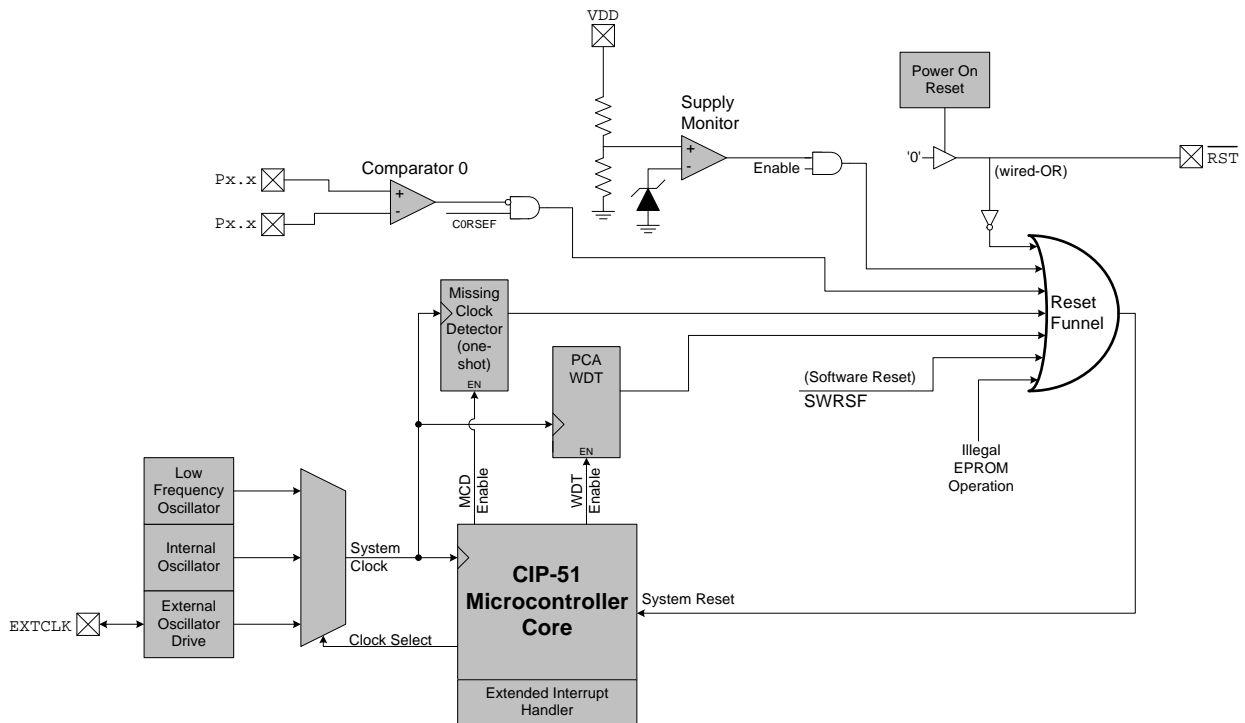 VDD
Power On
Reset
Supply
Monitor
+
-
Enable
'0'
(wired-OR)
RST
Comparator 0
Px.x
Px.x
+
-
C0RSEF
Missing
Clock
Detector
(one-
shot)
EN
PCA
WDT
EN
Reset
Funnel
(Software Reset)
SWRSF
Illegal
EPROM
Operation
MCD
Enable
WDT
Enable
Low
Frequency
Oscillator
Internal
Oscillator
External
Oscillator
Drive
EXTCLK
System
Clock
Clock Select
CIP-51
Microcontroller
Core
System Reset
Extended Interrupt
Handler